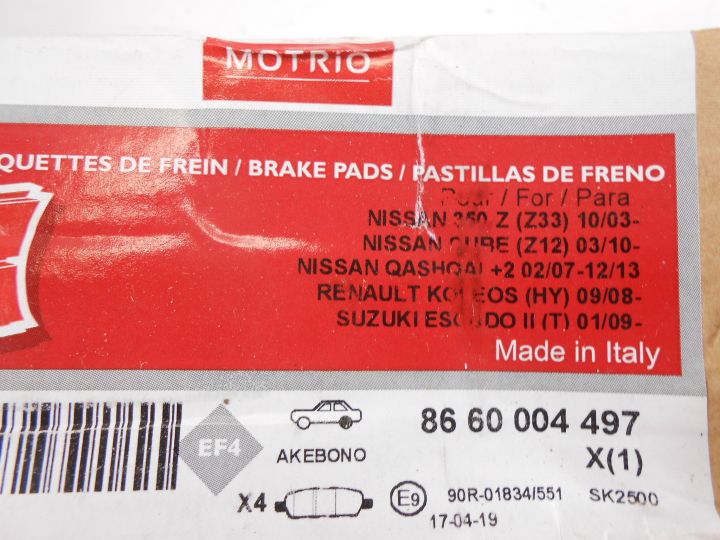 MOTRIO
QUETTES DE FREIN / BRAKE PADS / PASTILLAS DE FRENO
Pour / For / Para
NISSAN 350 Z (Z33) 10/03-
NISSAN CUBE (Z12) 03/10-
NISSAN QASHQAI +2 02/07-12/13
RENAULT KOLEOS (HY) 09/08-
SUZUKI ESCUDO II (T) 01/09-
Made in Italy
EF4
AKEBONO
86 60 004 497
X(1)
X4
E9
90R-01834/551
SK2500
17-04-19